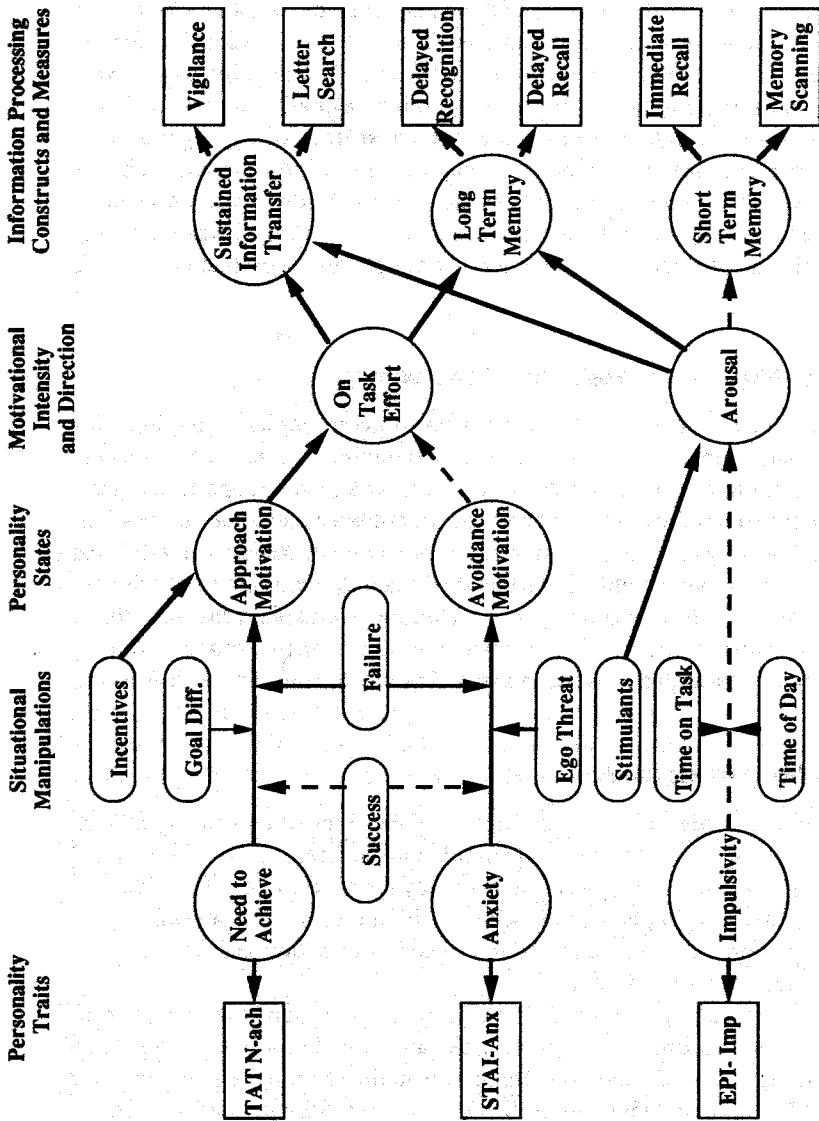 Personality
Traits
Situational
Manipulations
Personality
States
Motivational
Intensity
and Direction
Information Processing
Constructs and Measures
TAT N-ach
Need to
Achieve
Incentives
Goal Diff.
Approach
Motivation
Success
Failure
On
Task
Effort
Sustained
Information
Transfer
Vigilance
Letter
Search
STAI-Anx
Anxiety
Ego Threat
Avoidance
Motivation
Long
Term
Memory
Delayed
Recognition
Delayed
Recall
EPI- Imp
Impulsivity
Stimulants
Time on Task
Time of Day
Arousal
Short
Term
Memory
Immediate
Recall
Memory
Scanning